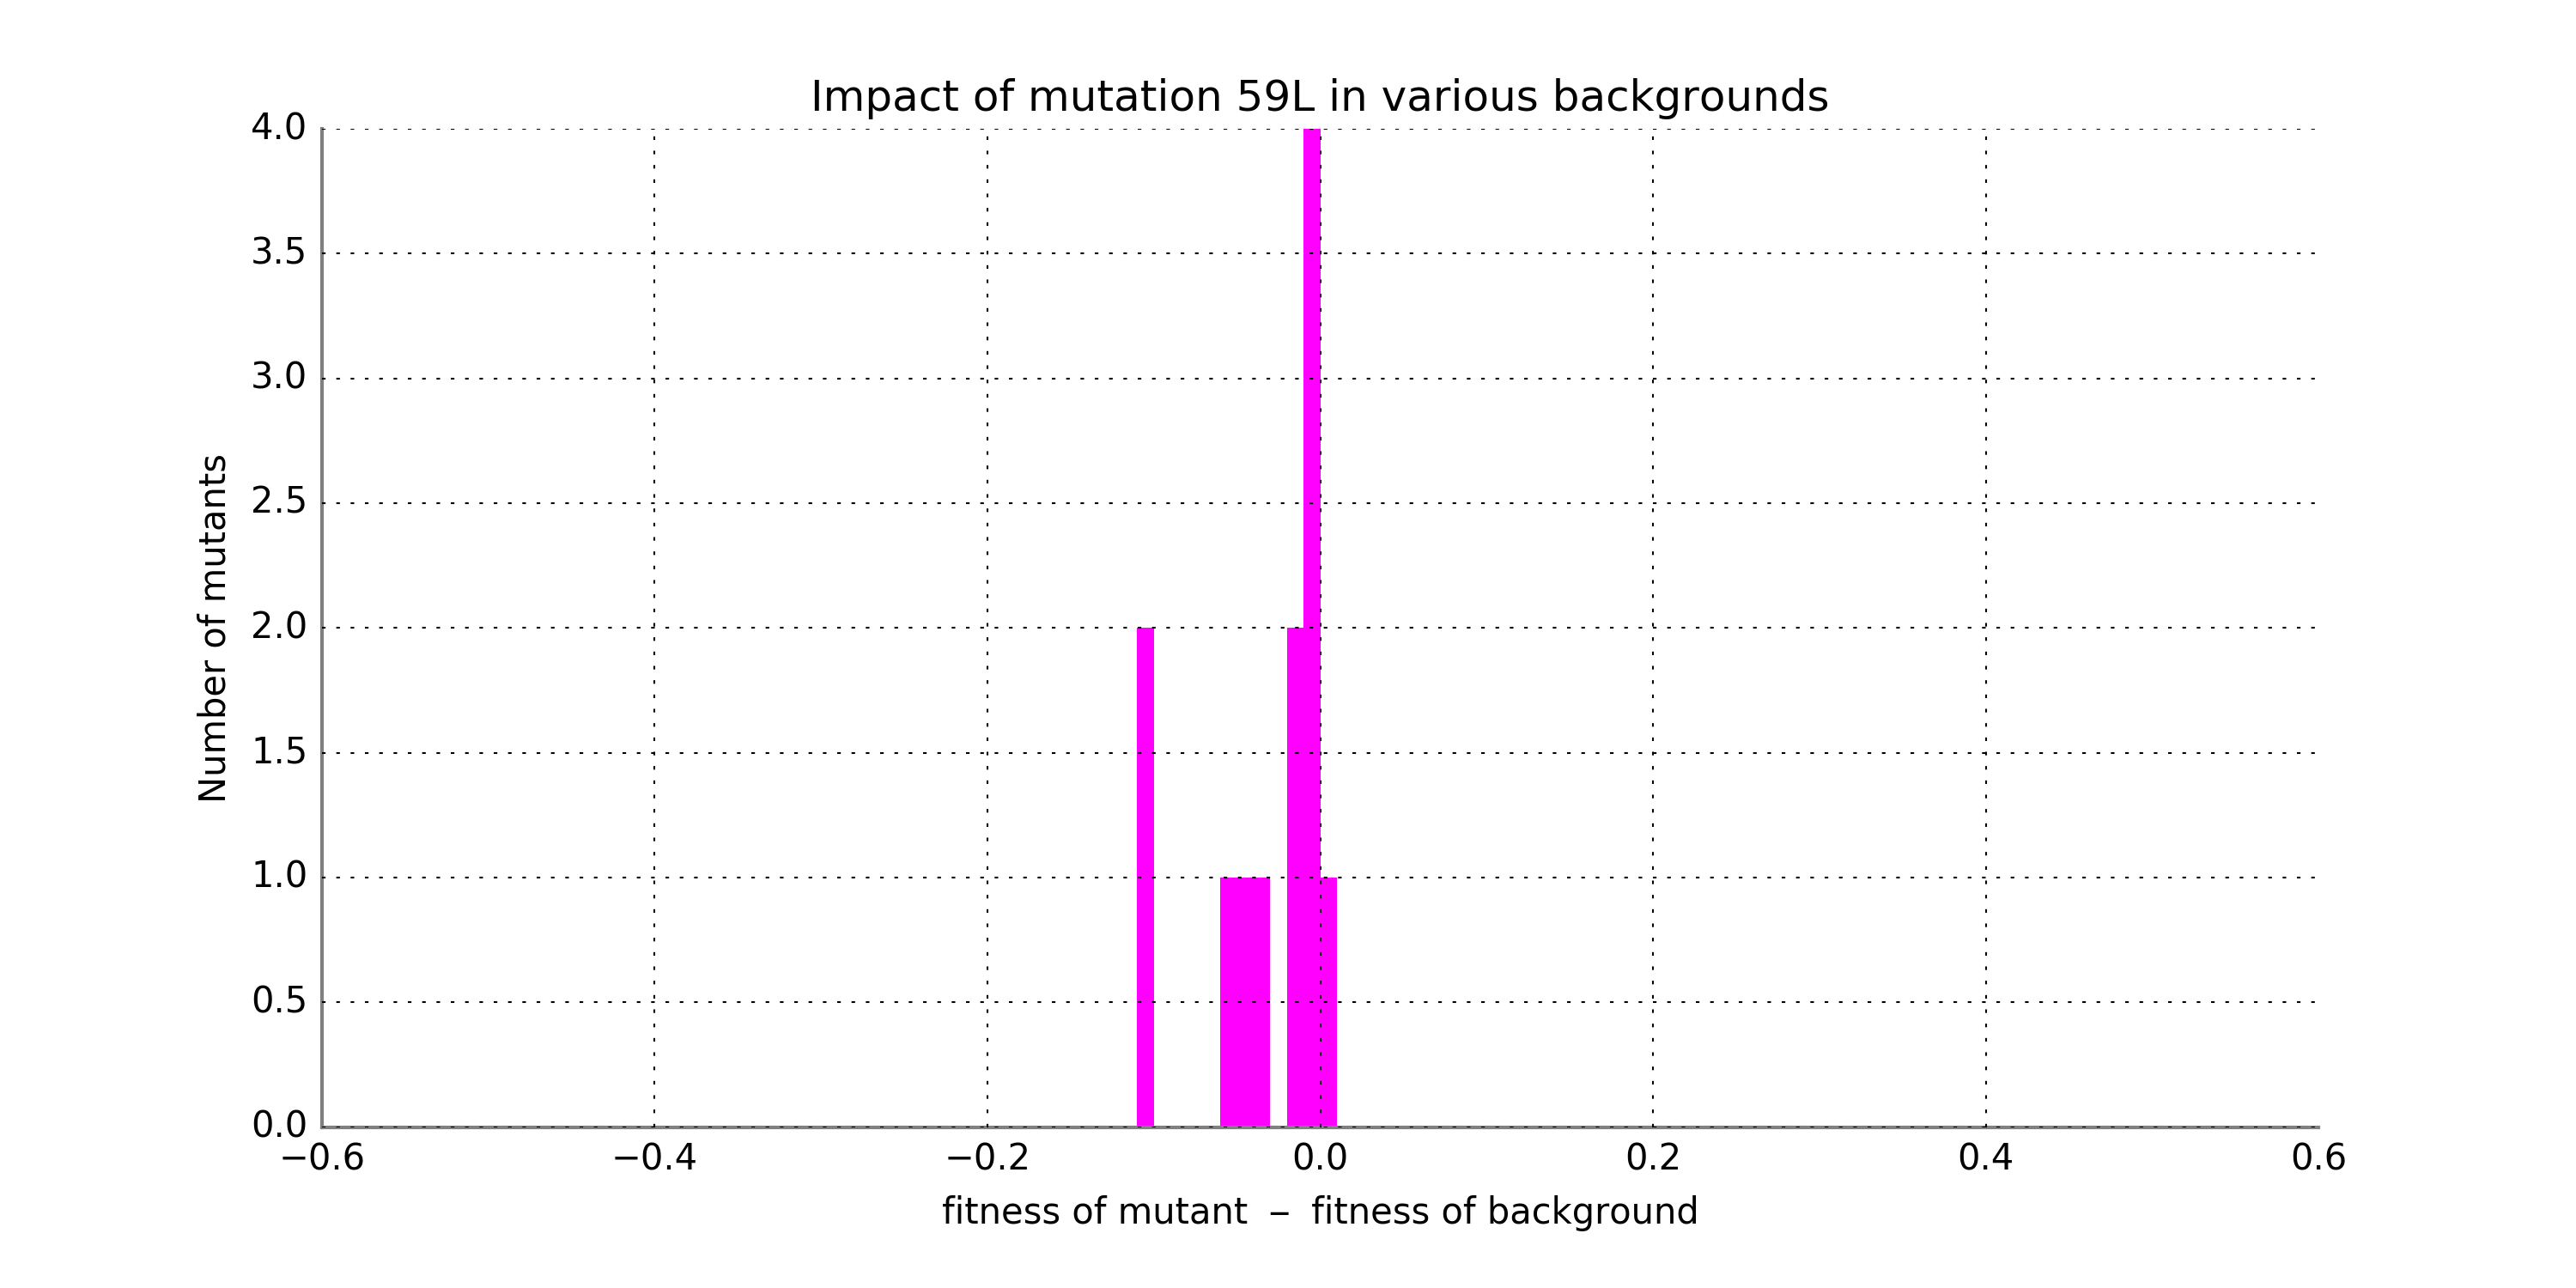 Impact of mutation 59L in various backgrounds
4.0
3.5
3.0
2.5
2.0
1.5
1.0
0.5
0.0
Number of mutants
−0.6 −0.4 −0.2 0.0 0.2 0.4 0.6
fitness of mutant − fitness of background